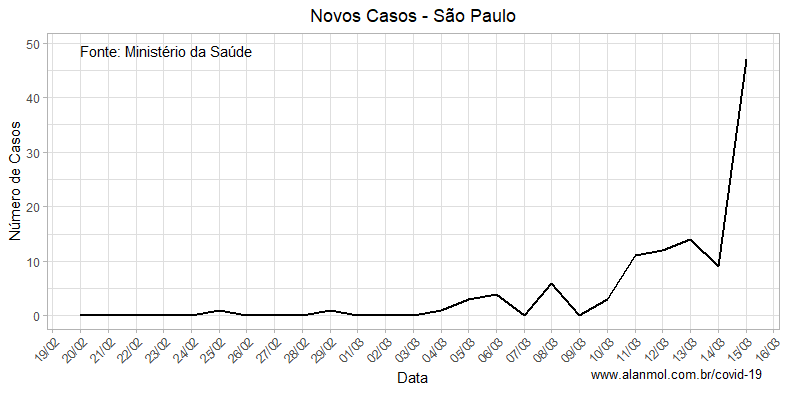 Novos Casos - São Paulo
Fonte: Ministério da Saúde
Número de Casos
50
40
30
20
10
0
19/02 20/02 21/02 22/02 23/02 24/02 25/02 26/02 27/02 28/02 29/02 01/03 02/03 03/03 04/03 05/03 06/03 07/03 08/03 09/03 10/03 11/03 12/03 13/03 14/03 15/03 16/03
Data
www.alanmol.com.br/covid-19